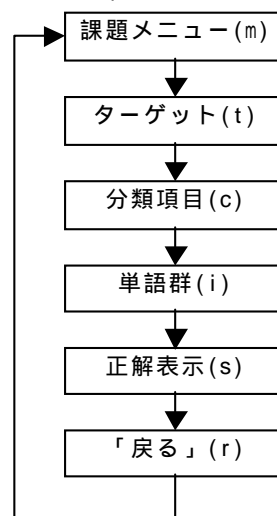 課題メニュー(m)
ターゲット(t)
分類項目(c)
単語群(i)
正解表示(s)
「戻る」(r)